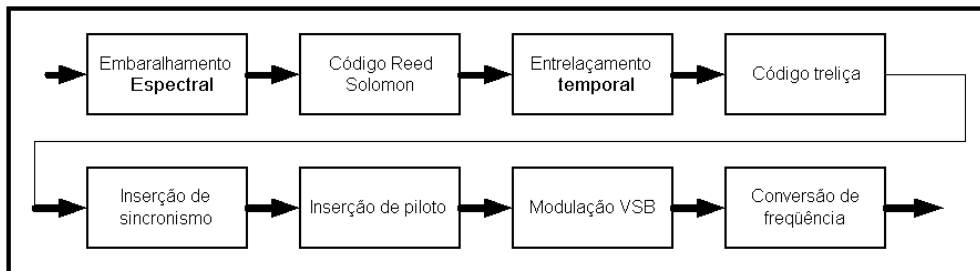 Embaralhamento
Espectral
Código Reed
Solomon
Entrelaçamento
temporal
Código treliça
Inserção de
sincronismo
Inserção de piloto
Modulação VSB
Conversão de
freqüência